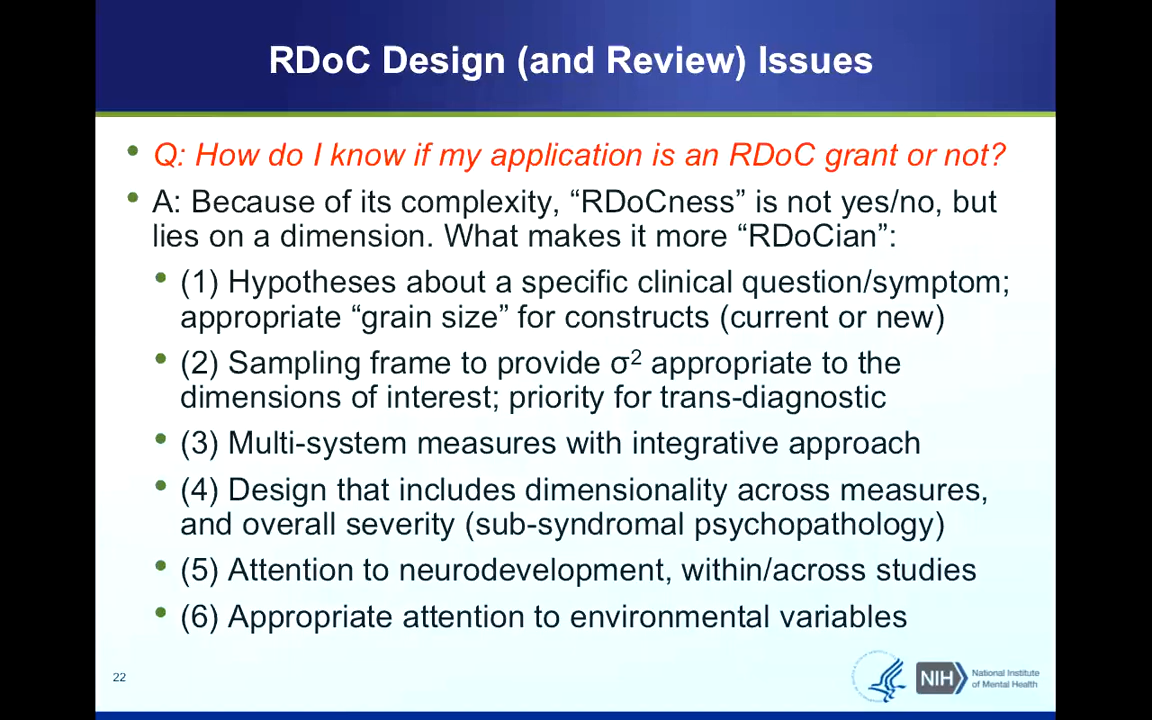 RDoC Design (and Review) Issues
• Q: How do I know if my application is an RDoC grant or not?
• A: Because of its complexity, “RDoCness” is not yes/no, but
lies on a dimension. What makes it more “RDoCian”:
• (1) Hypotheses about a specific clinical question/symptom;
appropriate “grain size” for constructs (current or new)
• (2) Sampling frame to provide σ² appropriate to the
dimensions of interest; priority for trans-diagnostic
• (3) Multi-system measures with integrative approach
• (4) Design that includes dimensionality across measures,
and overall severity (sub-syndromal psychopathology)
• (5) Attention to neurodevelopment, within/across studies
• (6) Appropriate attention to environmental variables
22
NIH
National Institute
of Mental Health